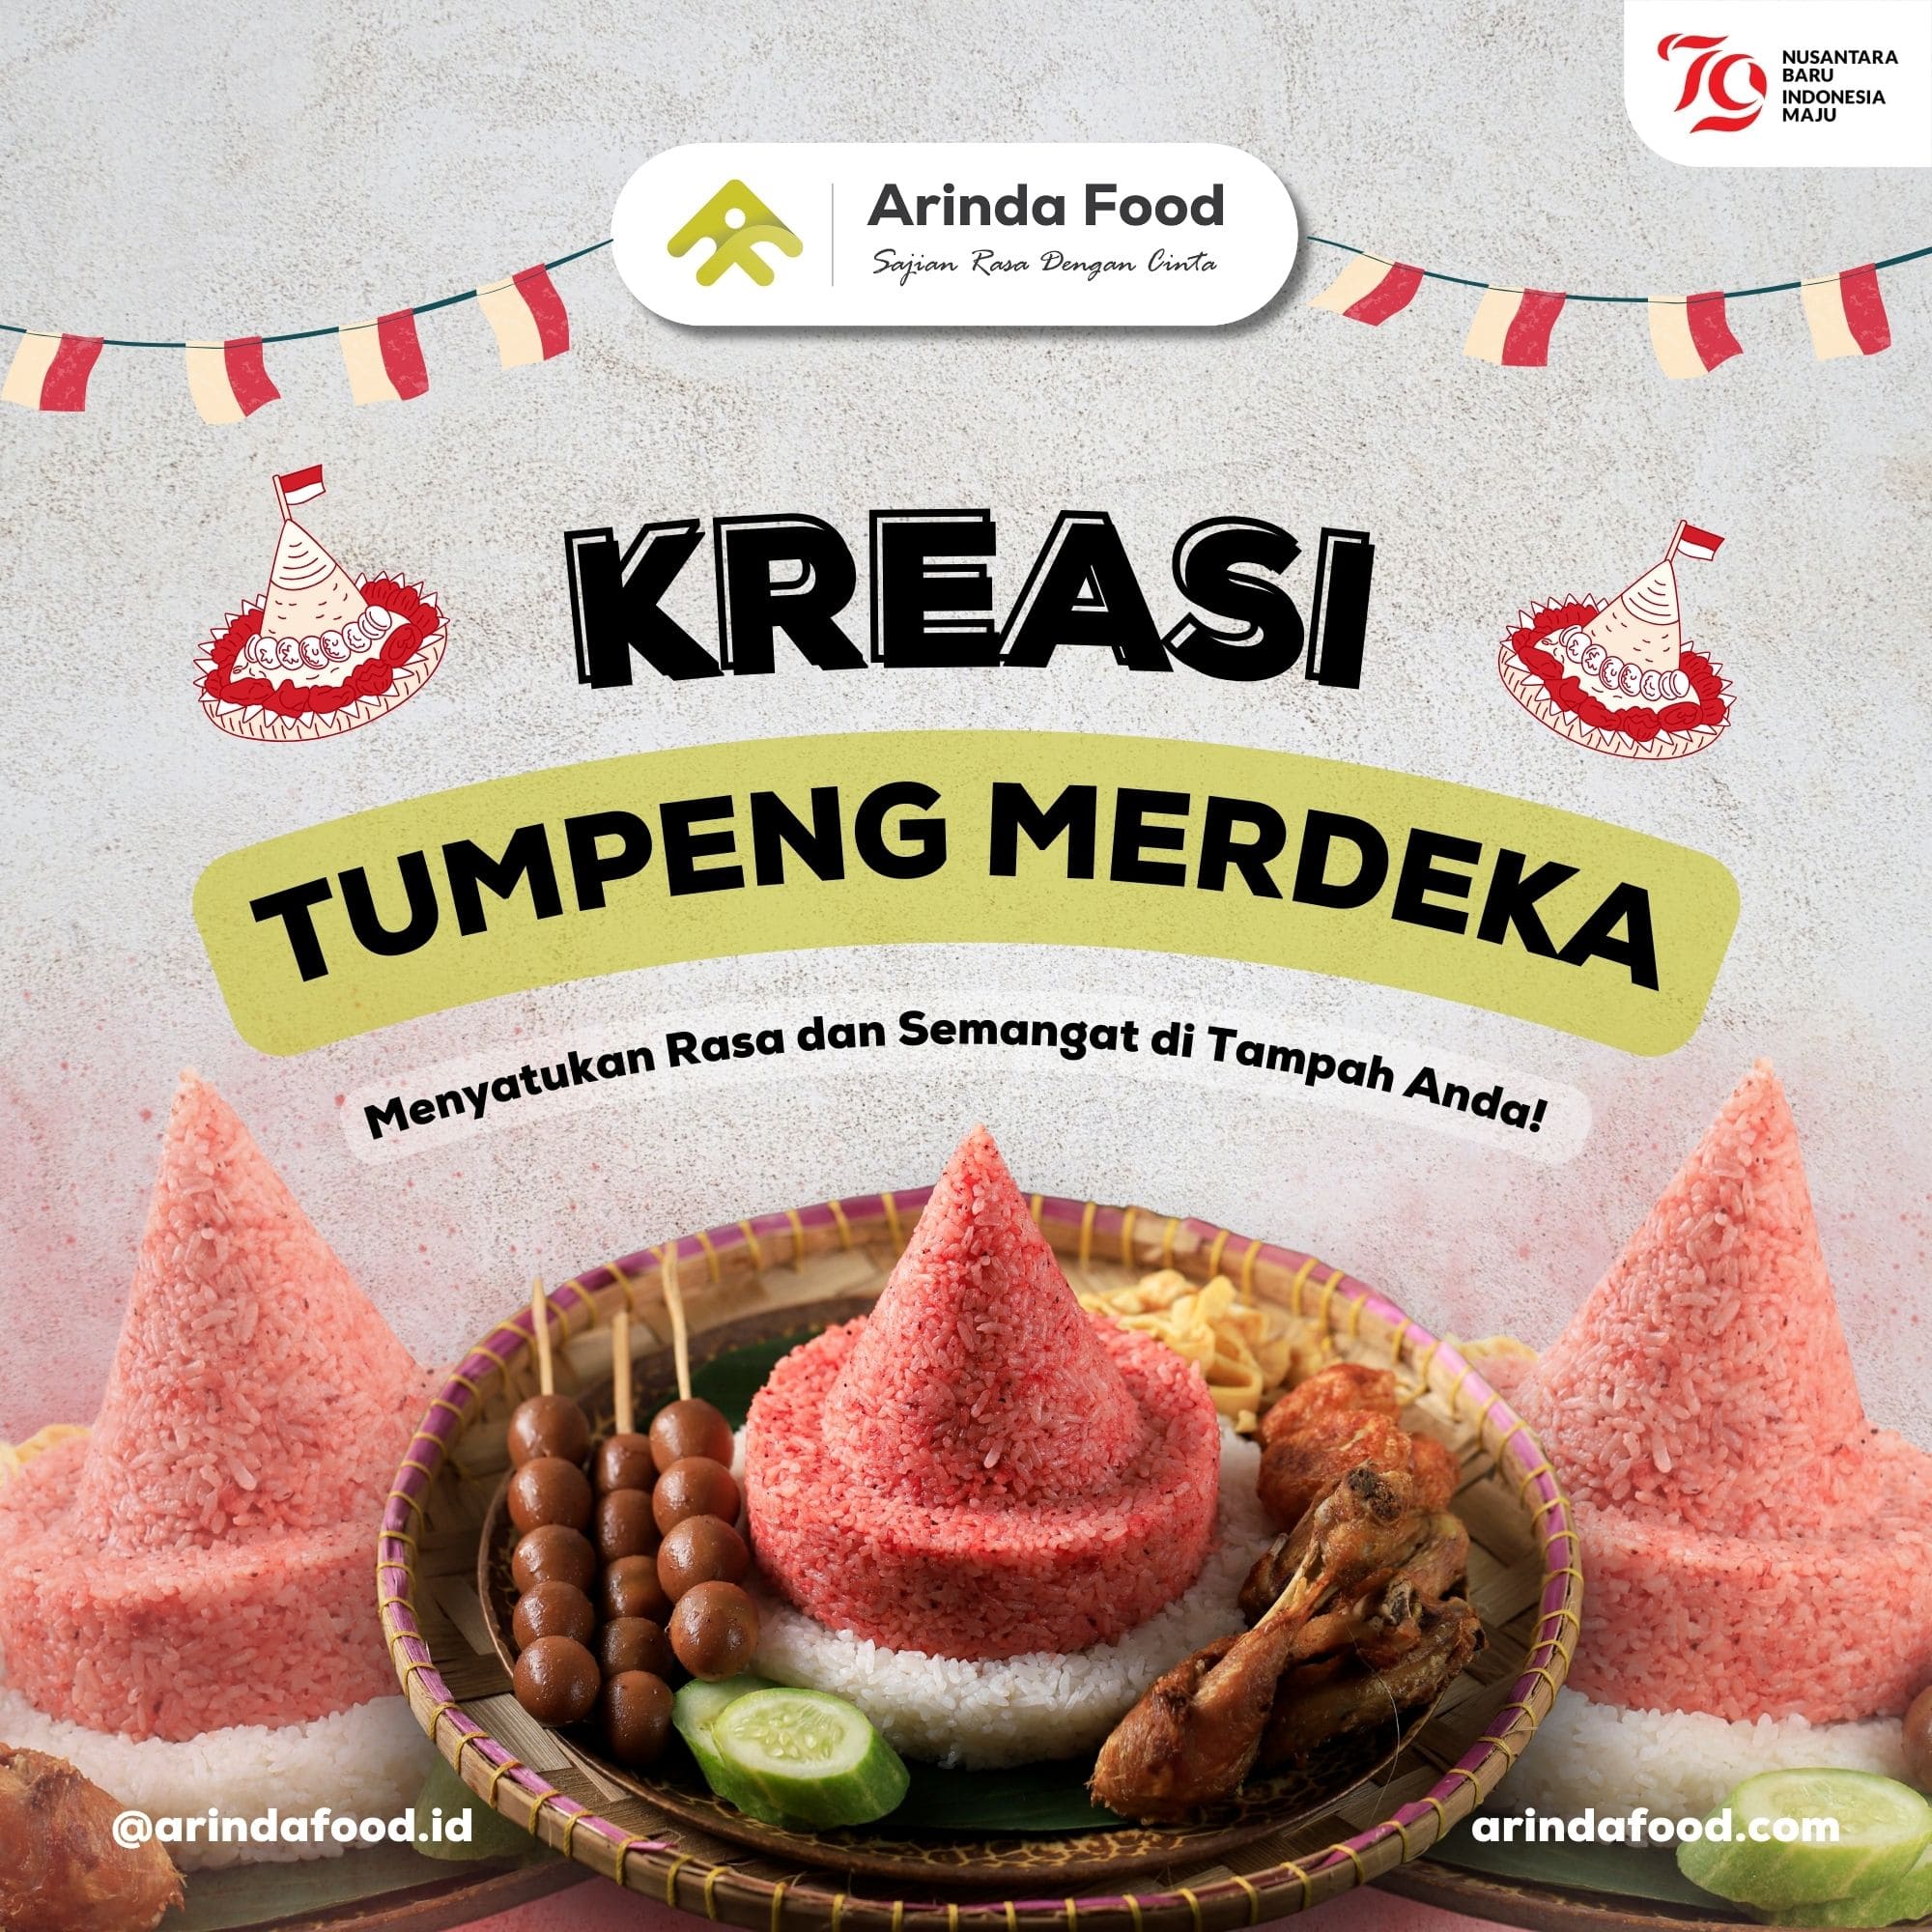 79
NUSANTARA
BARU
INDONESIA
MAJU
Arinda Food
Sajian Rasa Dengan Cinta
KREASI
TUMPENG MERDEKA
Menyatukan Rasa dan Semangat di Tampah Anda!
@arindafood.id
arindafood.com